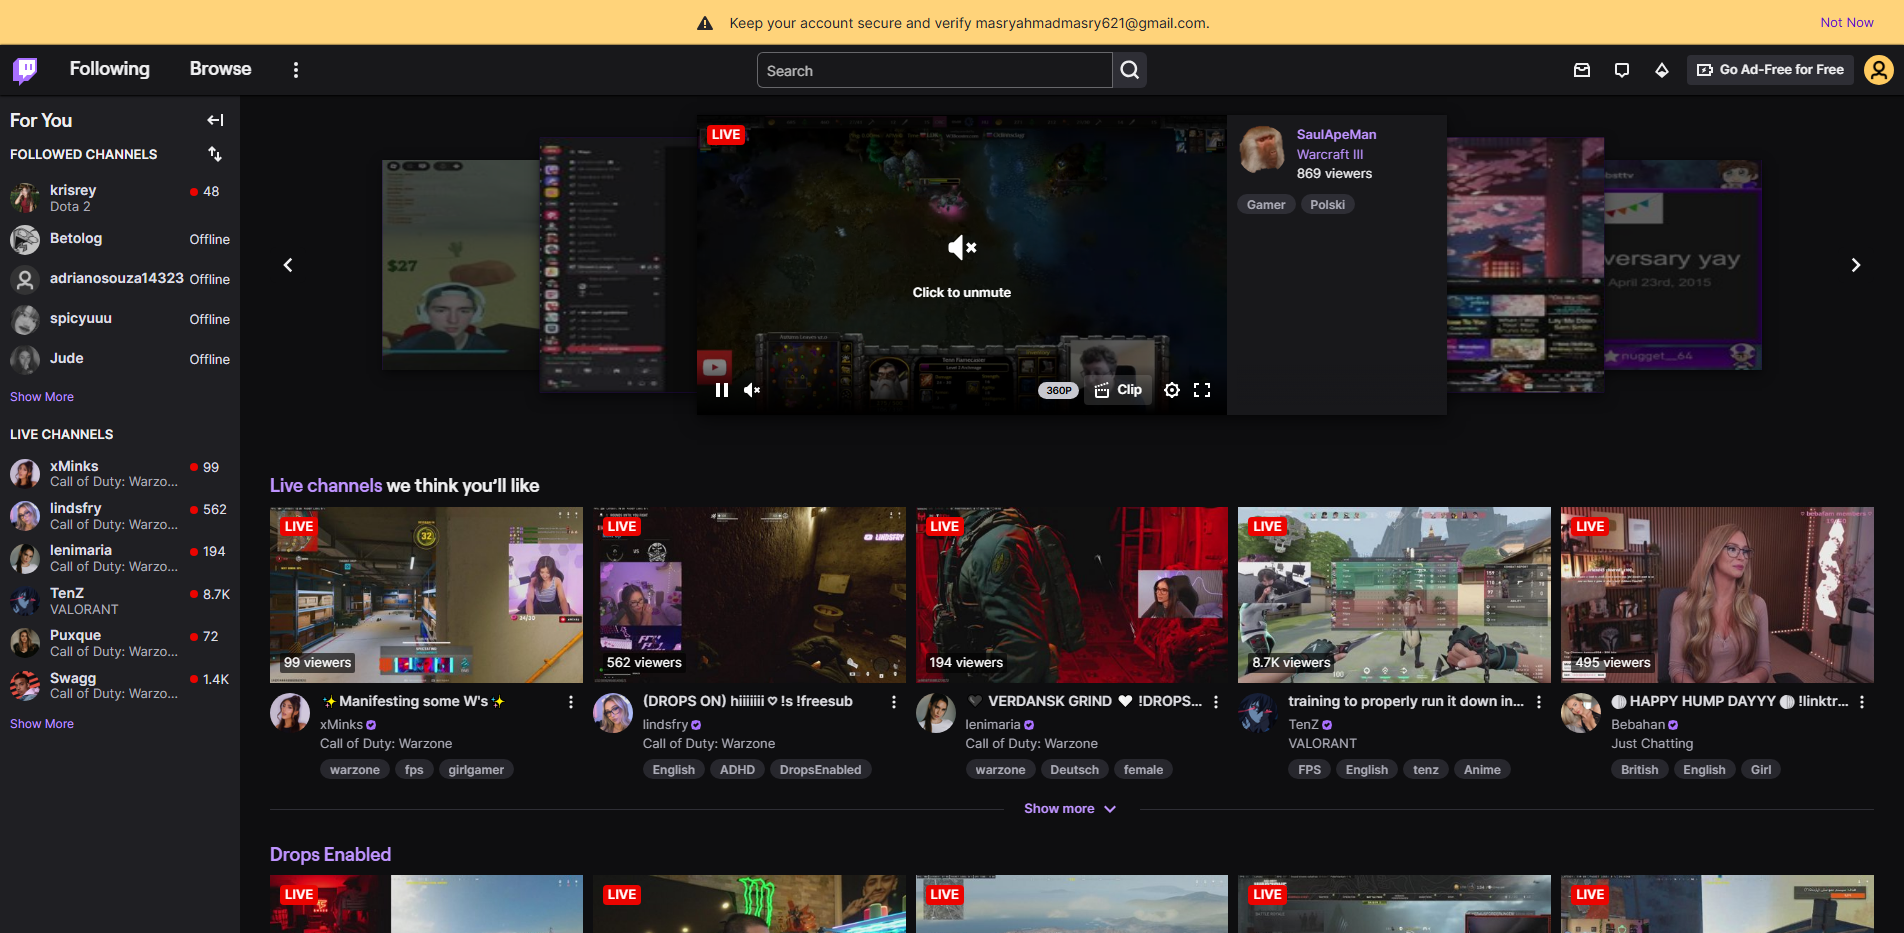 Keep your account secure and verify masryahmadmasry621@gmail.com.
Not Now
Following
Browse
Search
Go Ad-Free for Free
For You
FOLLOWED CHANNELS
krisrey
48
Dota 2
Betolog
Offline
adrianosouza14323
Offline
spicyuuu
Offline
Jude
Offline
Show More
LIVE CHANNELS
xMinks
99
Call of Duty: Warzo...
lindsfry
562
Call of Duty: Warzo...
lenimaria
194
Call of Duty: Warzo...
TenZ
8.7K
VALORANT
Puxque
72
Call of Duty: Warzo...
Swagg
1.4K
Call of Duty: Warzo...
Show More
$27
LIVE
Click to unmute
360P
Clip
SaulApeMan
Warcraft III
869 viewers
Gamer
Polski
versary yay
April 23rd, 2015
nugget__64
Live channels we think you'll like
LIVE
32
99 viewers
✨Manifesting some W's✨
xMinks
Call of Duty: Warzone
warzone
fps
girlgamer
LIVE
LINDSFRY
562 viewers
(DROPS ON) hiiiiiii ♡ !s !freesub
lindsfry
Call of Duty: Warzone
English
ADHD
DropsEnabled
LIVE
194 viewers
🖤 VERDANSK GRIND 🤍 !DROPS...
lenimaria
Call of Duty: Warzone
warzone
Deutsch
female
LIVE
8.7K viewers
training to properly run it down in...
TenZ
VALORANT
FPS
English
tenz
Anime
LIVE
495 viewers
HAPPY HUMP DAYYY !linktr...
Bebahan
Just Chatting
British
English
Girl
Show more
Drops Enabled
LIVE
LIVE
LIVE
LIVE
LIVE